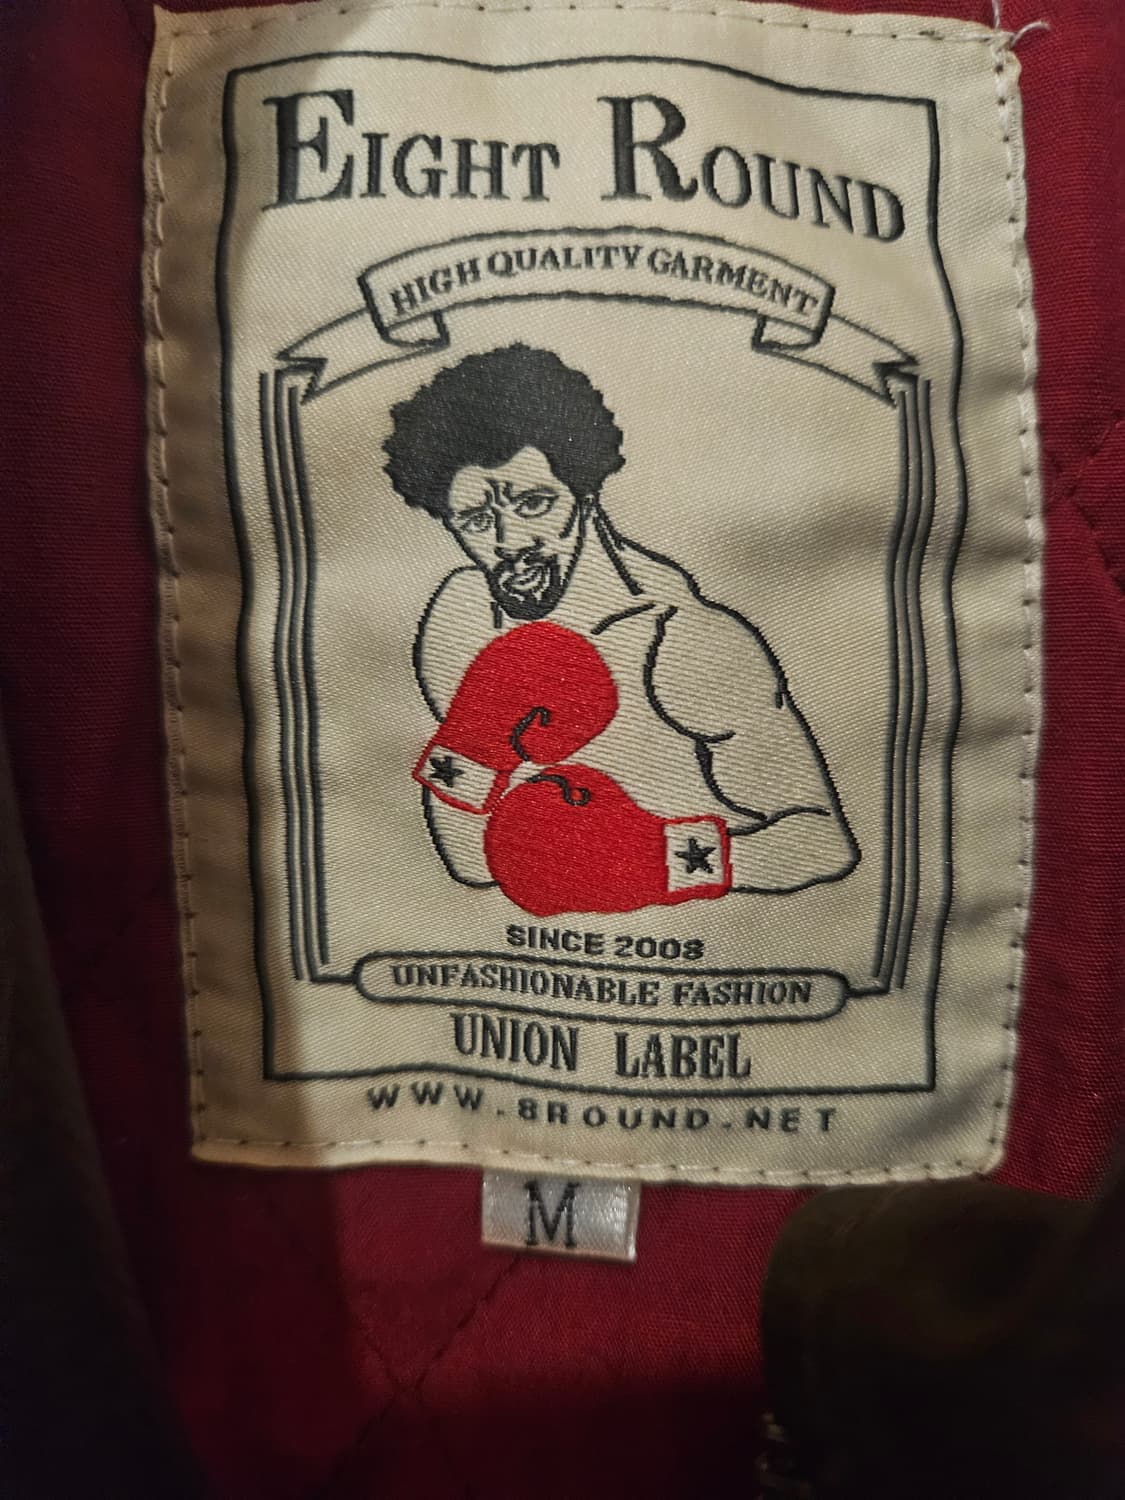 EIGHT ROUND
HIGH QUALITY GARMENT
SINCE 2008
UNFASHIONABLE FASHION
UNION LABEL
WWW.8ROUND.NET
M